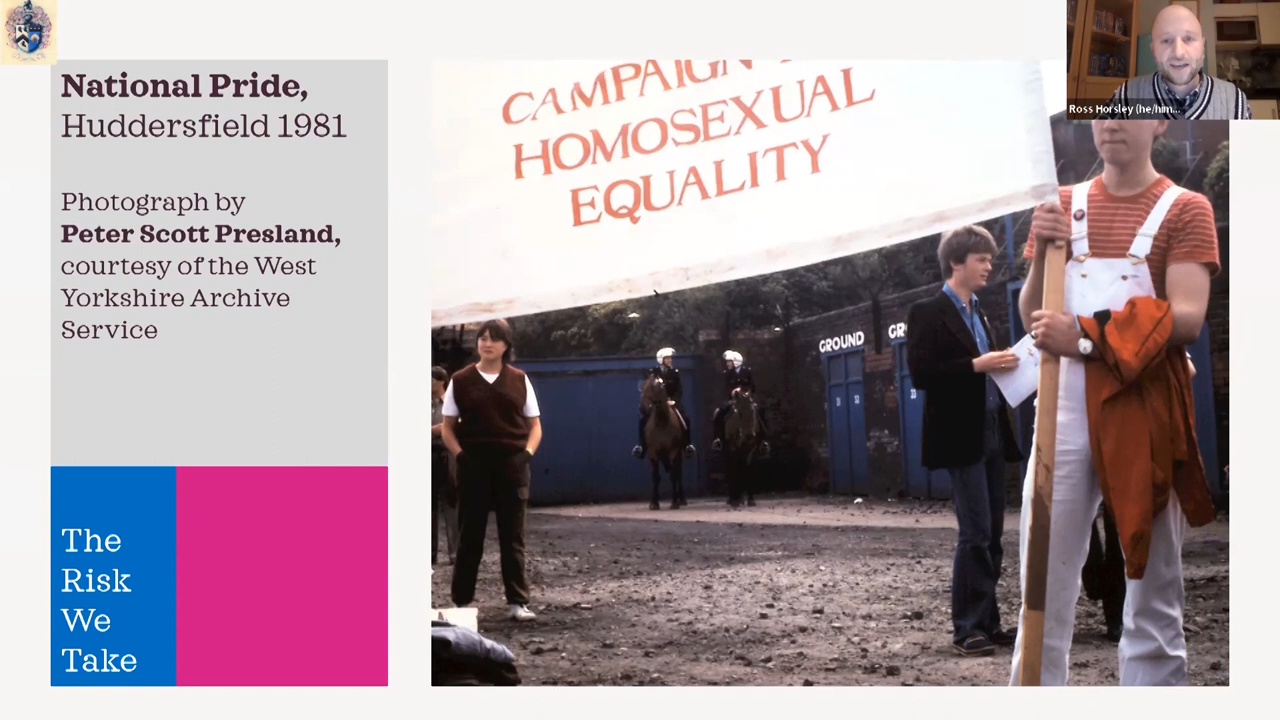 National Pride,
Huddersfield 1981
Photograph by
Peter Scott Presland,
courtesy of the West
Yorkshire Archive
Service
The
Risk
We
Take
CAMPAIGN
HOMOSEXUAL
EQUALITY
GROUND
GR
Ross Horsley (he/him...